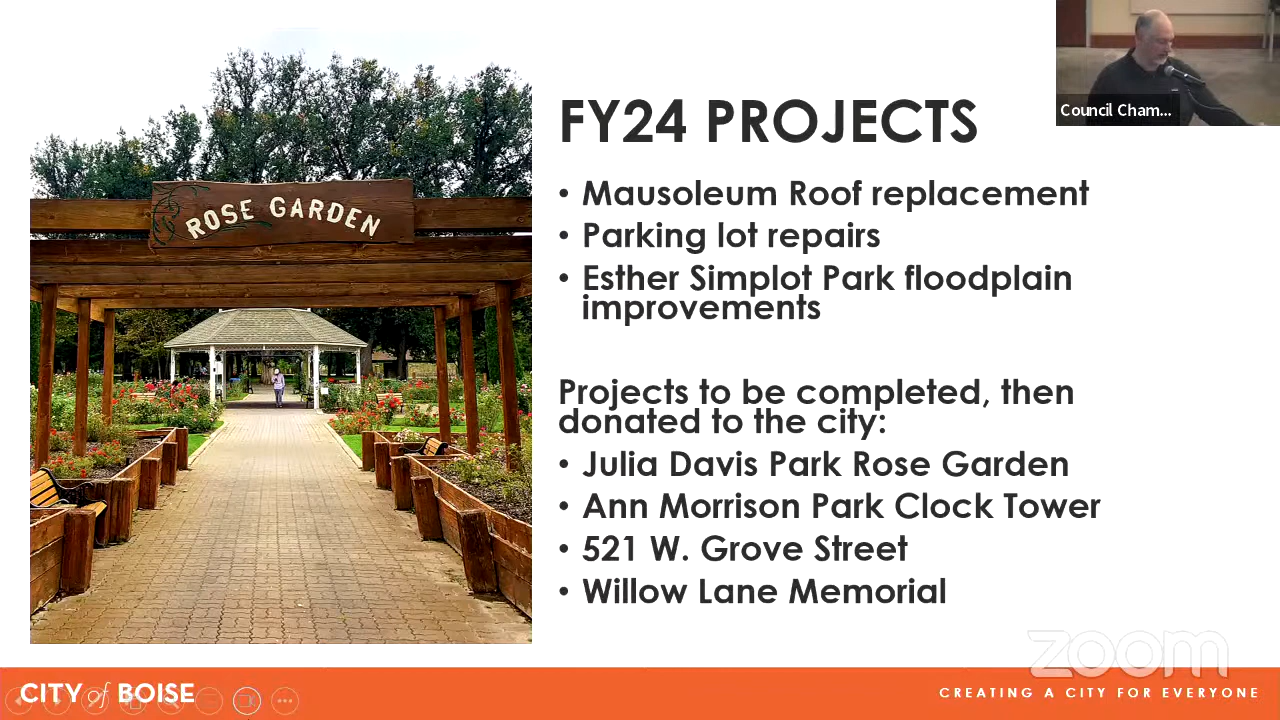 Council Cham...
FY24 PROJECTS
• Mausoleum Roof replacement
• Parking lot repairs
• Esther Simplot Park floodplain
improvements
Projects to be completed, then
donated to the city:
• Julia Davis Park Rose Garden
• Ann Morrison Park Clock Tower
• 521 W. Grove Street
• Willow Lane Memorial
ROSE GARDEN
zoom
CITY of BOISE
CREATING A CITY FOR EVERYONE